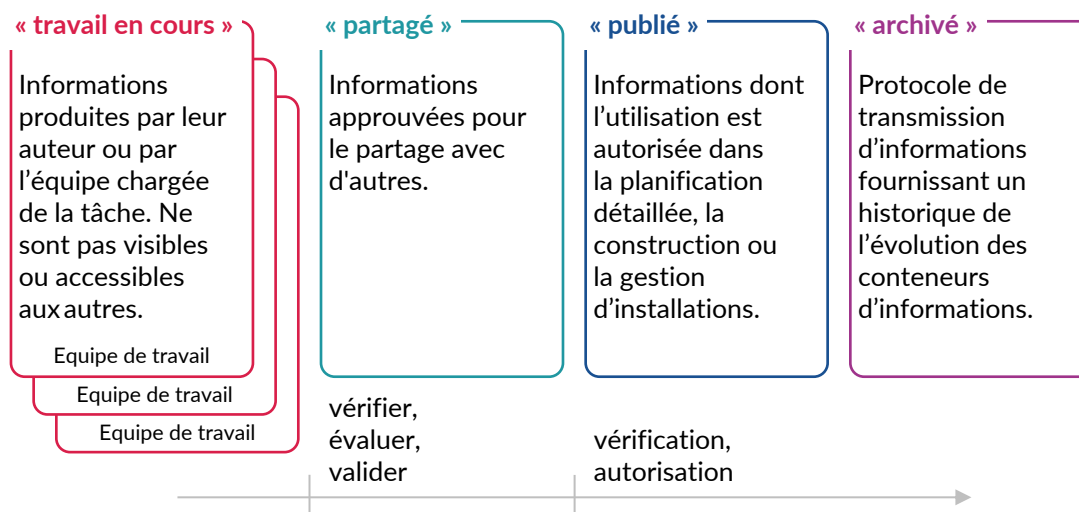 « travail en cours »
Informations
produites par leur
auteur ou par
l’équipe chargée
de la tâche. Ne
sont pas visibles
ou accessibles
aux autres.
Equipe de travail
Equipe de travail
Equipe de travail
« partagé »
Informations
approuvées pour
le partage avec
d'autres.
vérifier,
évaluer,
valider
« publié »
Informations dont
l’utilisation est
autorisée dans
la planification
détaillée, la
construction ou
la gestion
d’installations.
vérification,
autorisation
« archivé »
Protocole de
transmission
d’informations
fournissant un
historique de
l’évolution des
conteneurs
d’informations.